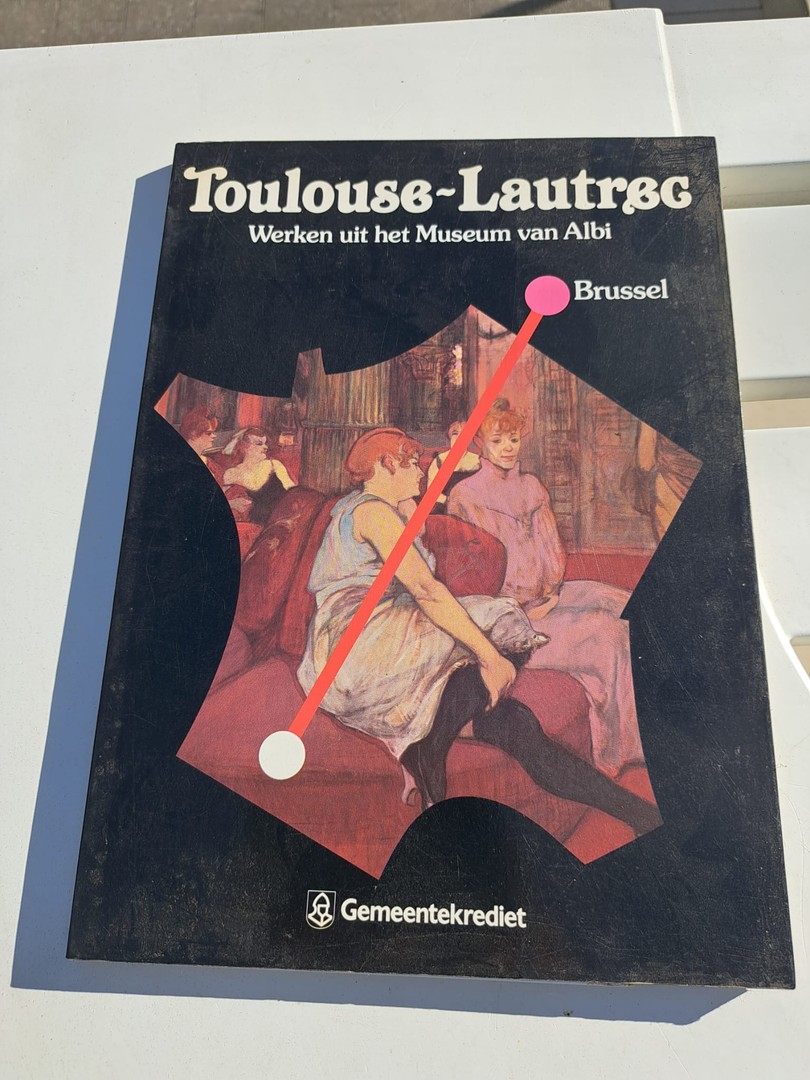 Toulouse~Lautrec
Werken uit het Museum van Albi
Brussel
Gemeentekrediet